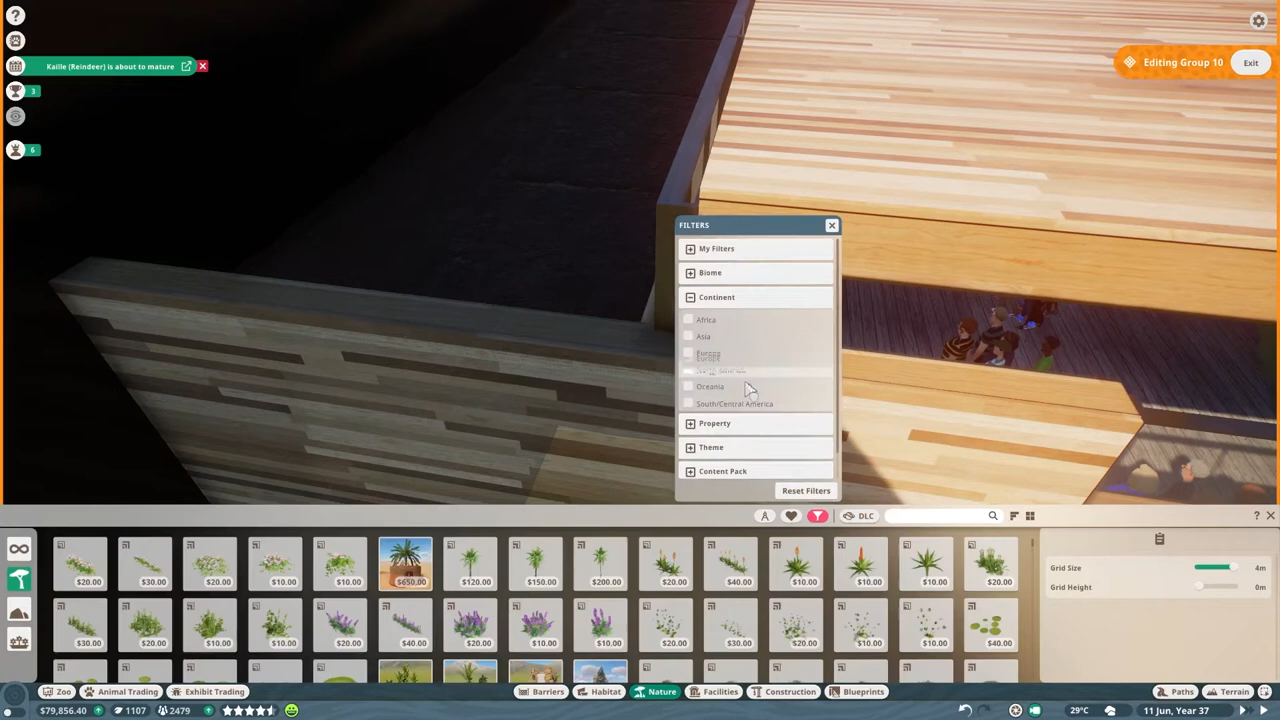 Kaille (Reindeer) is about to mature
3
6
Editing Group 10
Exit
FILTERS
My Filters
Biome
Continent
Africa
Asia
Europe
Oceania
South/Central America
Property
Theme
Content Pack
Reset Filters
DLC
?
$20.00
$30.00
$20.00
$10.00
$10.00
$650.00
$120.00
$150.00
$200.00
$20.00
$40.00
$10.00
$10.00
$10.00
$20.00
$30.00
$20.00
$10.00
$10.00
$20.00
$40.00
$20.00
$10.00
$10.00
$20.00
$30.00
$20.00
$10.00
$10.00
$40.00
Grid Size
4m
Grid Height
0m
Zoo
Animal Trading
Exhibit Trading
Barriers
Habitat
Nature
Facilities
Construction
Blueprints
Paths
Terrain
$79,856.40
1107
2479
29°C
11 Jun, Year 37